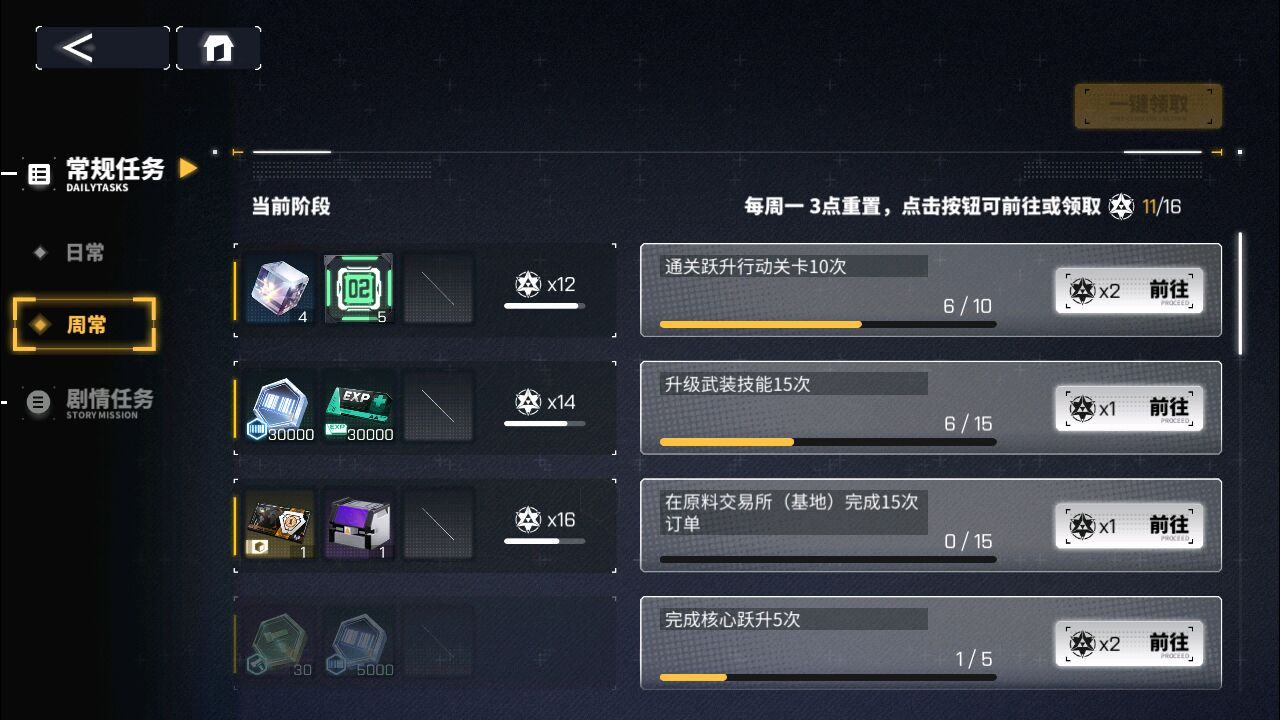 一键领取
常规任务
DAILYTASKS
日常
周常
剧情任务
STORY MISSION
当前阶段
每周一 3点重置，点击按钮可前往或领取 11/16
4
02
5
x12
通关跃升行动关卡10次
6 / 10
x2 前往
PROCEED
30000
EXP
EXP
30000
x14
升级武装技能15次
6 / 15
x1 前往
PROCEED
1
1
x16
在原料交易所（基地）完成15次
订单
0 / 15
x1 前往
PROCEED
30
5000
完成核心跃升5次
1 / 5
x2 前往
PROCEED